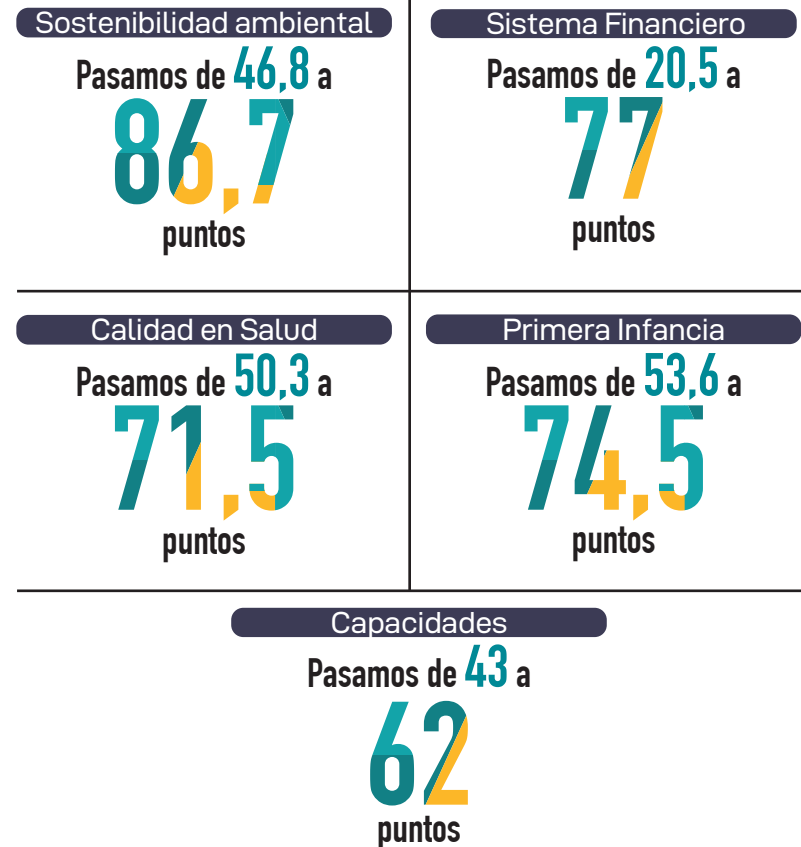 Sostenibilidad ambiental
Pasamos de 46,8 a
86,7
puntos
Sistema Financiero
Pasamos de 20,5 a
77
puntos
Calidad en Salud
Pasamos de 50,3 a
71,5
puntos
Primera Infancia
Pasamos de 53,6 a
74,5
puntos
Capacidades
Pasamos de 43 a
62
puntos